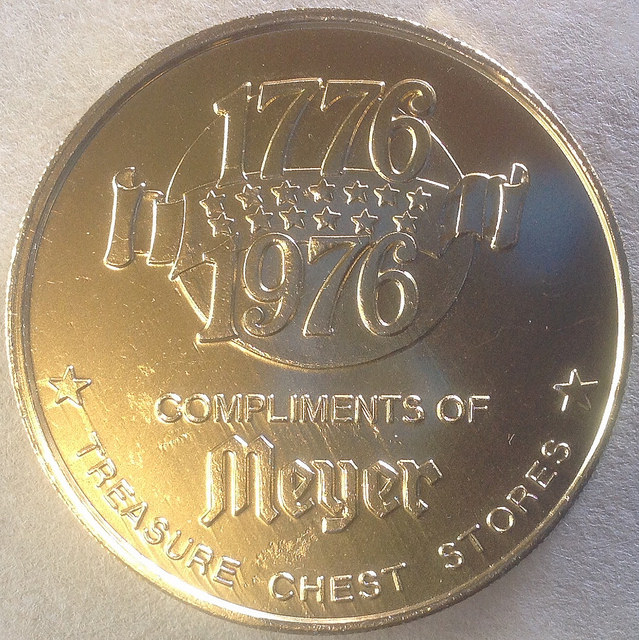 1776
1976
COMPLIMENTS OF
Meyer
TREASURE CHEST STORES